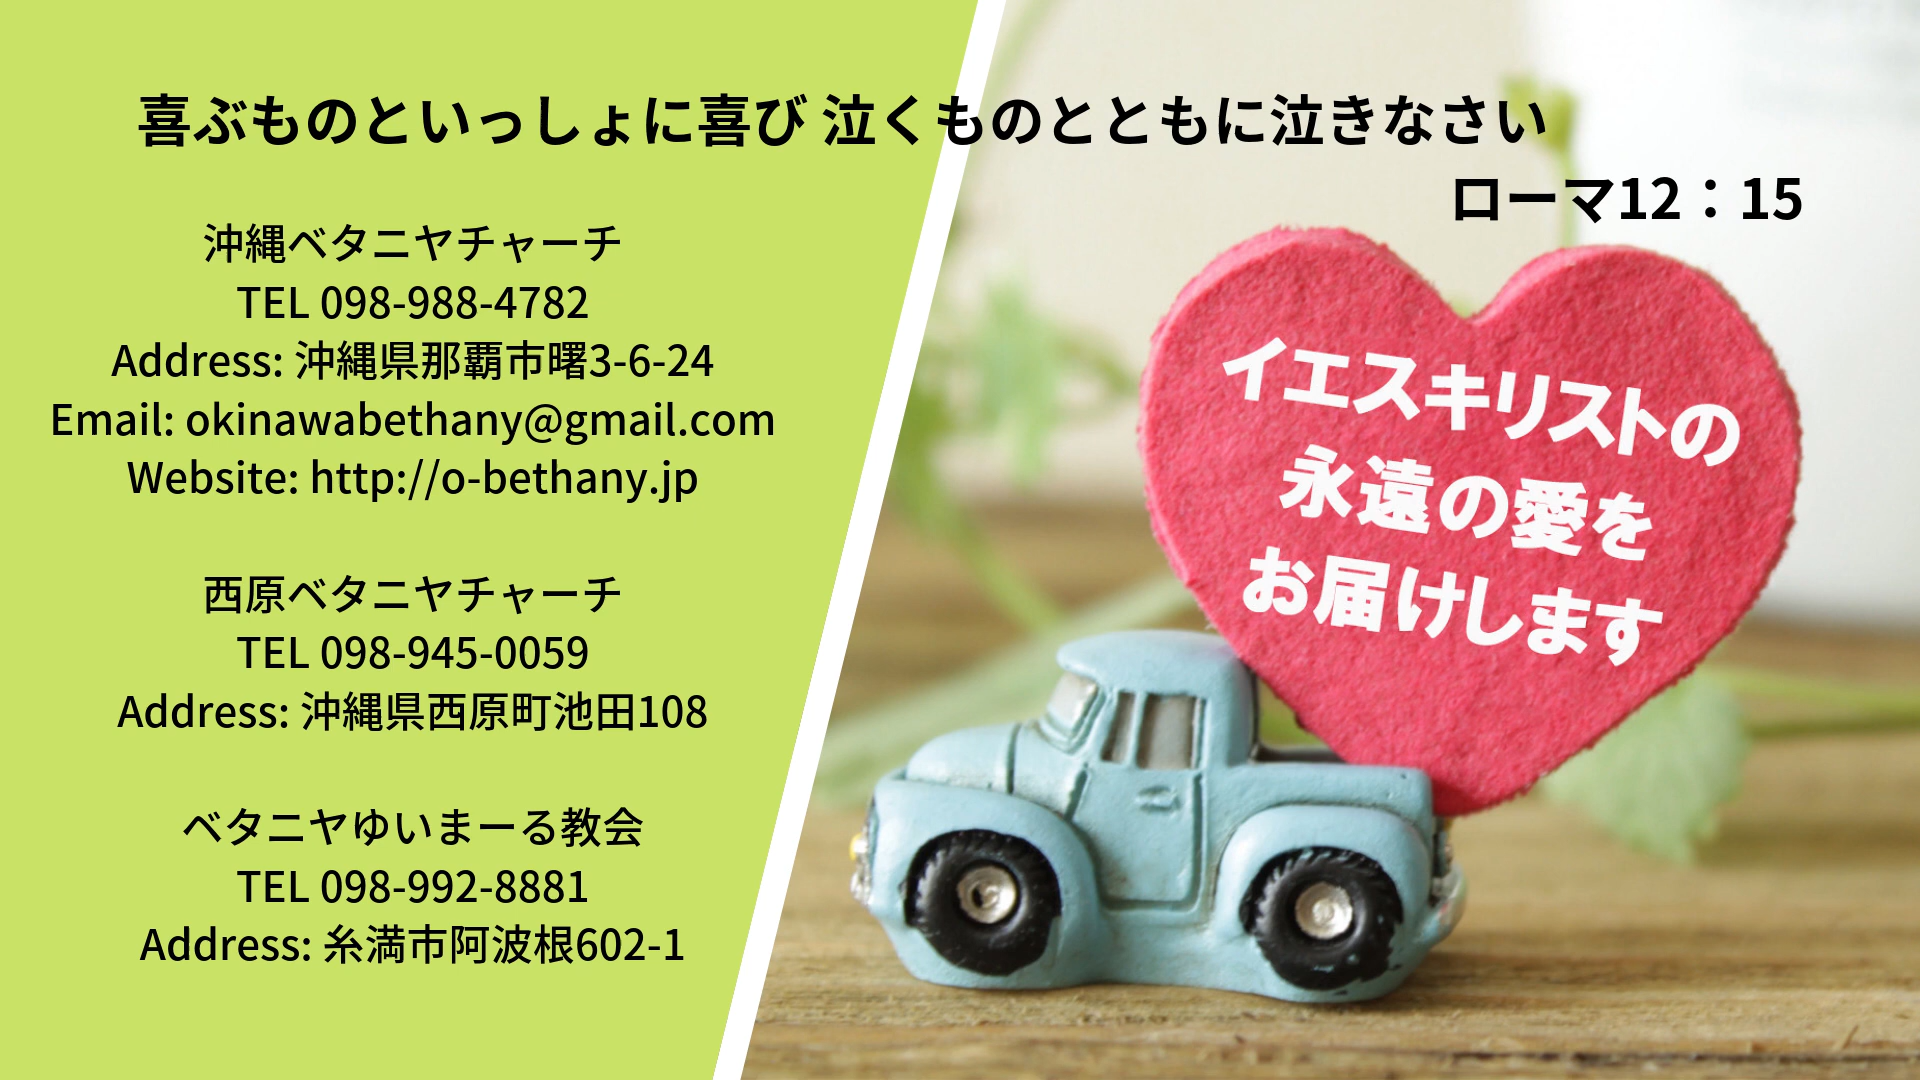 喜ぶものといっしょに喜び 泣くものとともに泣きなさい
ローマ12：15
沖縄ベタニヤチャーチ
TEL 098-988-4782
Address: 沖縄県那覇市曙3-6-24
Email: okinawabethany@gmail.com
Website: http://o-bethany.jp
西原ベタニヤチャーチ
TEL 098-945-0059
Address: 沖縄県西原町池田108
ベタニヤゆいまーる教会
TEL 098-992-8881
Address: 糸満市阿波根602-1
イエスキリストの
永遠の愛を
お届けします